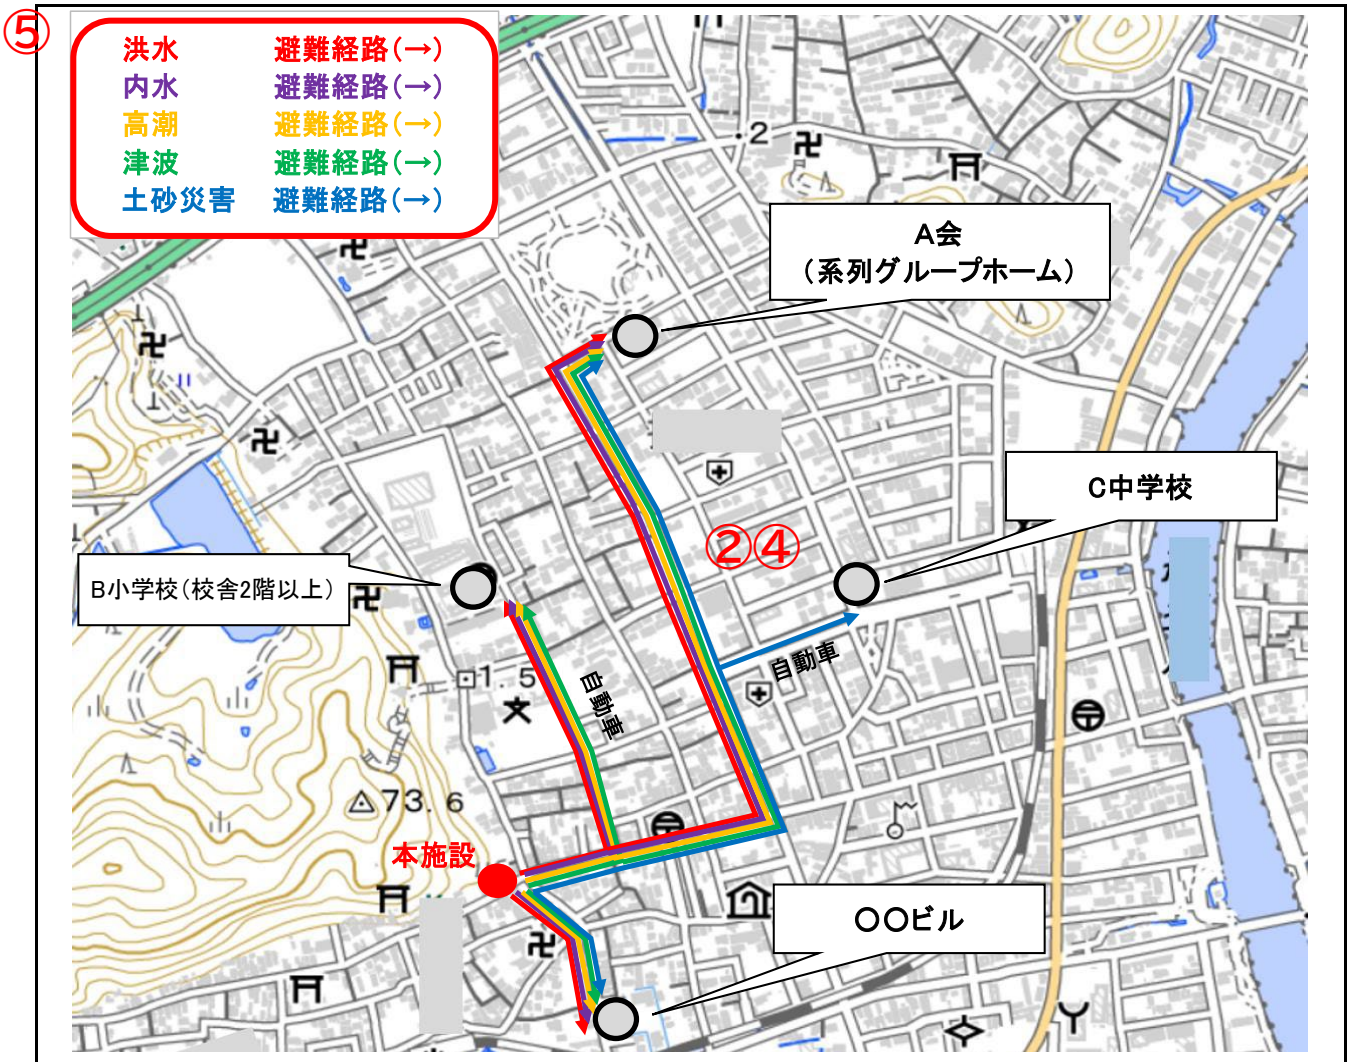 ⑤
洪水 避難経路(→)
内水 避難経路(→)
高潮 避難経路(→)
津波 避難経路(→)
土砂災害 避難経路(→)
・2
A会
(系列グループホーム)
C中学校
②④
B小学校(校舎2階以上)
1.5
自動車
自動車
73.6
本施設
〇〇ビル